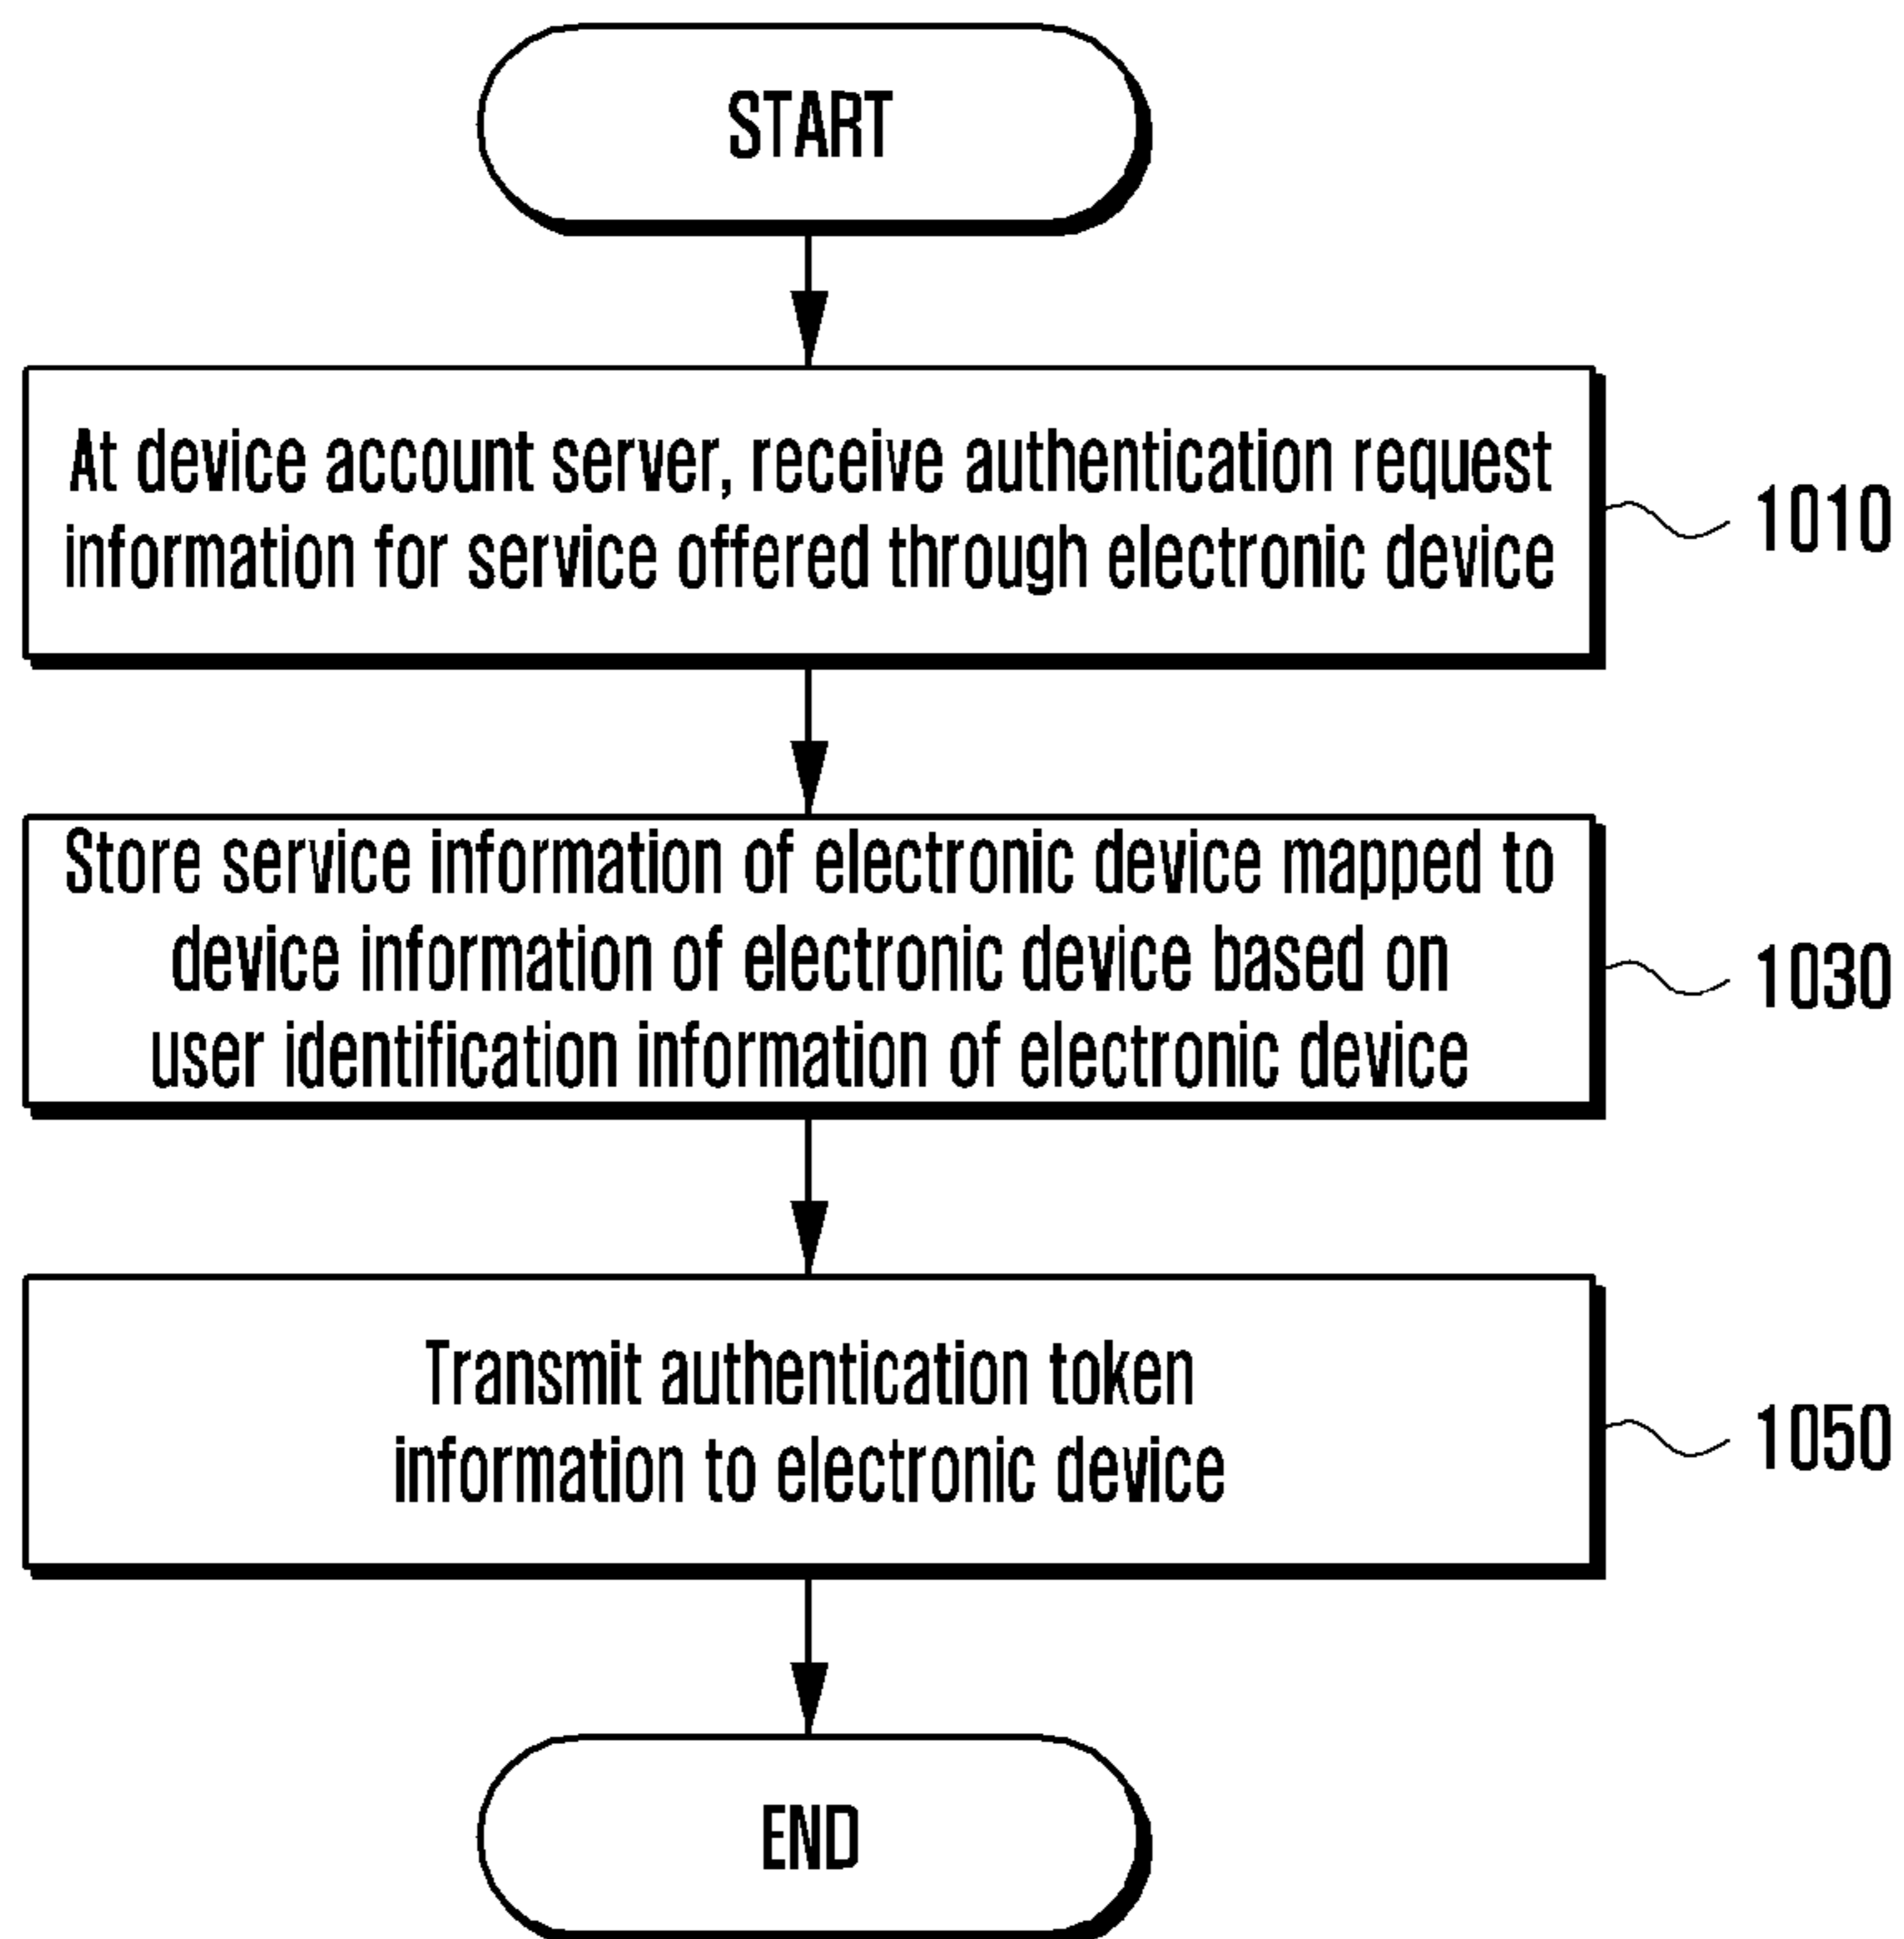 START
At device account server, receive authentication request
information for service offered through electronic device
1010
Store service information of electronic device mapped to
device information of electronic device based on
user identification information of electronic device
1030
Transmit authentication token
information to electronic device
1050
END